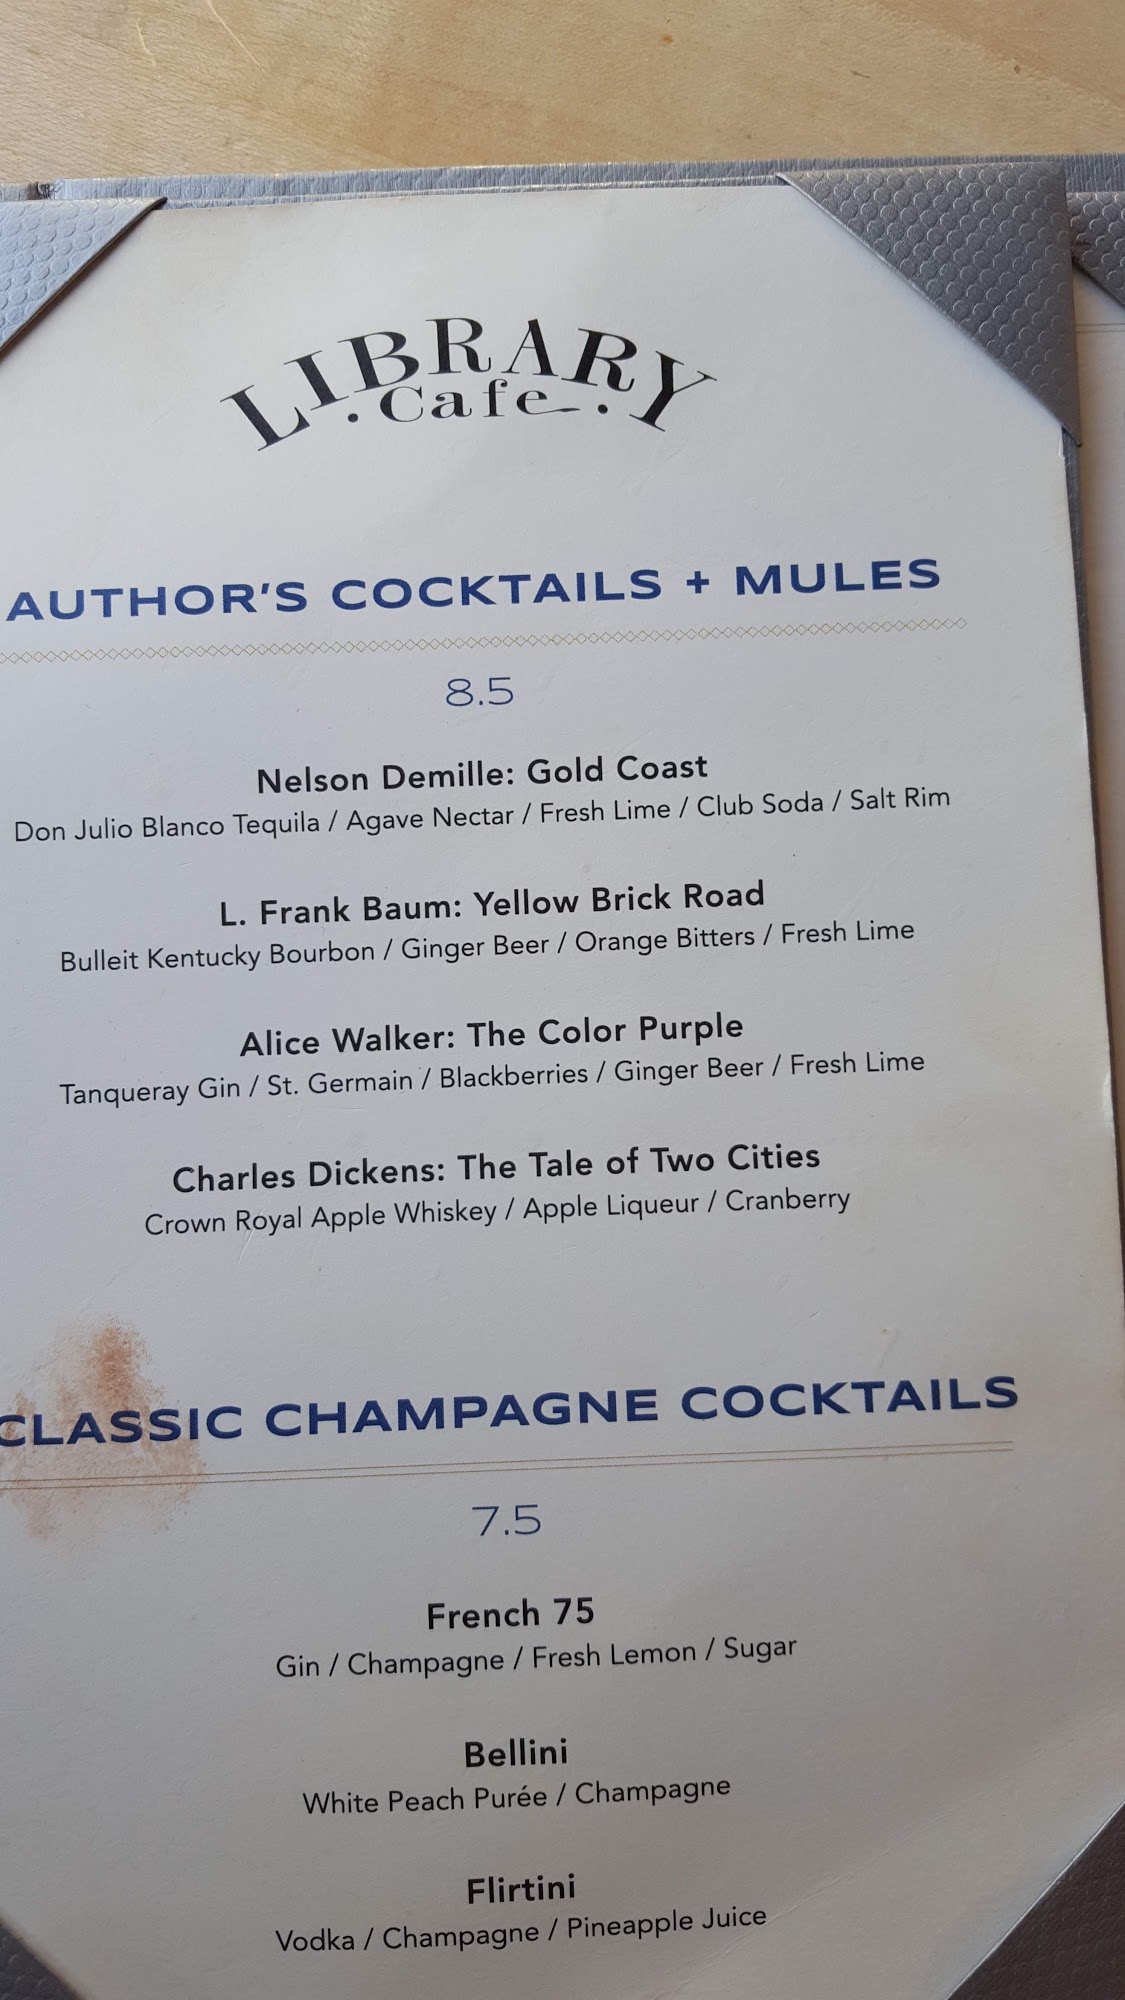 LIBRARY
. Cafe .
AUTHOR'S COCKTAILS + MULES
8.5
Nelson Demille: Gold Coast
Don Julio Blanco Tequila / Agave Nectar / Fresh Lime / Club Soda / Salt Rim
L. Frank Baum: Yellow Brick Road
Bulleit Kentucky Bourbon / Ginger Beer / Orange Bitters / Fresh Lime
Alice Walker: The Color Purple
Tanqueray Gin / St. Germain / Blackberries / Ginger Beer / Fresh Lime
Charles Dickens: The Tale of Two Cities
Crown Royal Apple Whiskey / Apple Liqueur / Cranberry
CLASSIC CHAMPAGNE COCKTAILS
7.5
French 75
Gin / Champagne / Fresh Lemon / Sugar
Bellini
White Peach Purée / Champagne
Flirtini
Vodka / Champagne / Pineapple Juice